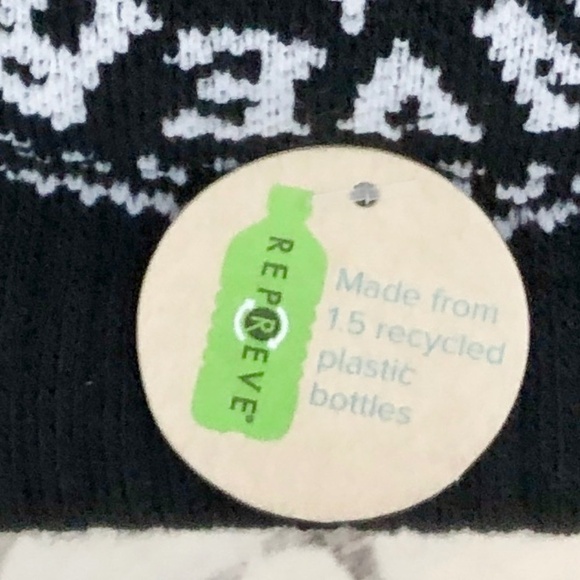 REPREVE®
Made from
1.5 recycled
plastic
bottles